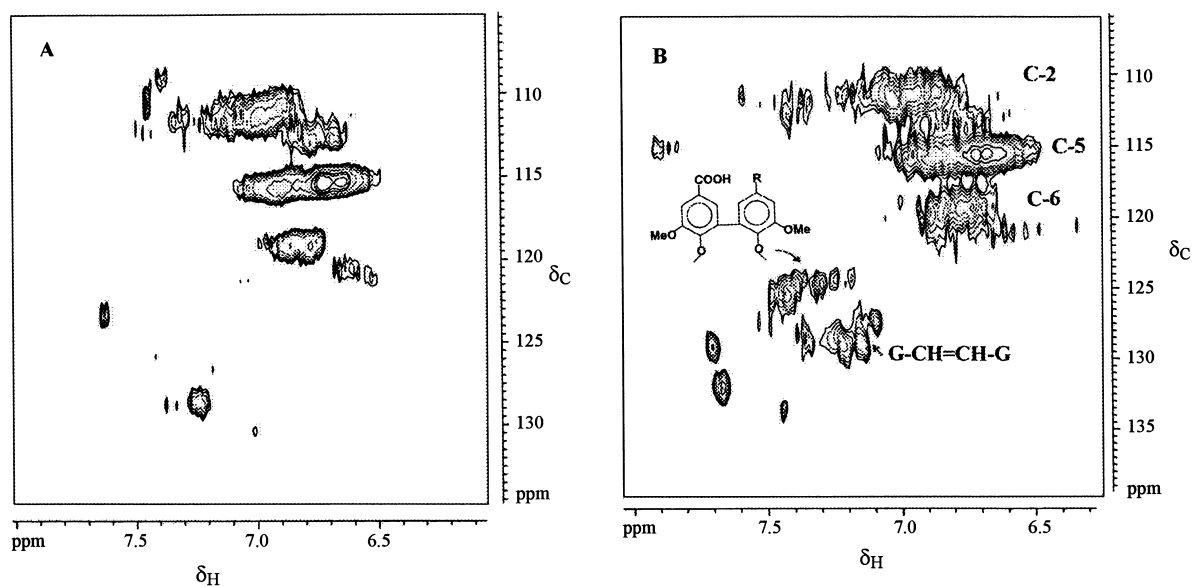 A
110
115
120
δC
125
130
ppm
ppm 7.5 7.0 6.5
δH
B
C-2
110
C-5
115
COOH
R
C-6
120
MeO
OMe
O
O
δC
125
G-CH=CH-G
130
135
ppm
ppm 7.5 7.0 6.5
δH